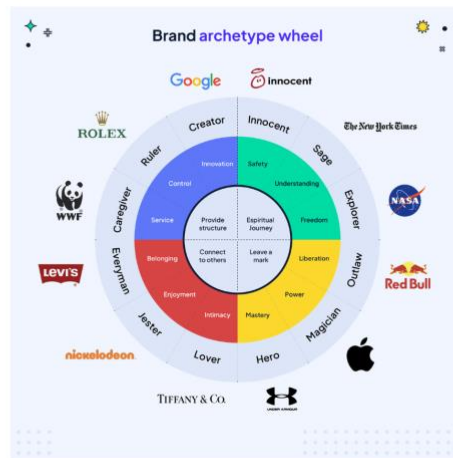 Brand archetype wheel
Google
innocent
ROLEX
The New York Times
WWF
NASA
LEVI'S
Red Bull
nickelodeon
TIFFANY & CO.
UNDER ARMOUR
Creator
Innocent
Ruler
Sage
Caregiver
Explorer
Everyman
Outlaw
Jester
Magician
Lover
Hero
Innovation
Safety
Control
Understanding
Service
Freedom
Belonging
Liberation
Enjoyment
Power
Intimacy
Mastery
Provide
structure
Espiritual
Journey
Connect
to others
Leave a
mark